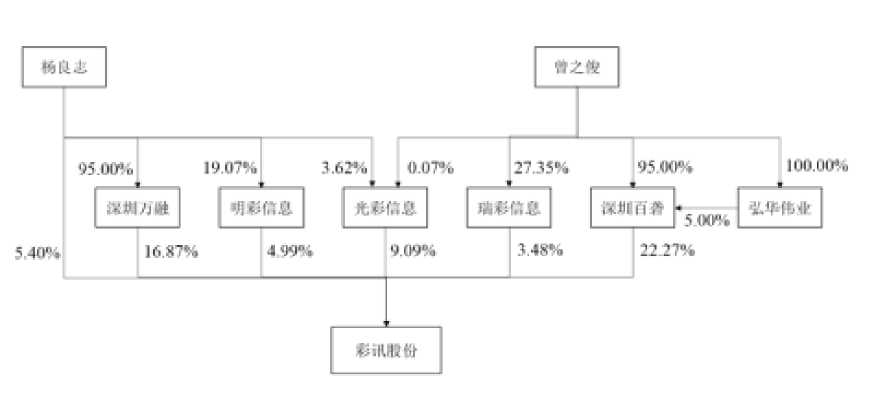 杨良志
曾之俊
95.00%
19.07%
3.62%
0.07%
27.35%
95.00%
100.00%
深圳万融
明彩信息
光彩信息
瑞彩信息
深圳百砻
弘华伟业
5.00%
5.40%
16.87%
4.99%
9.09%
3.48%
22.27%
彩讯股份